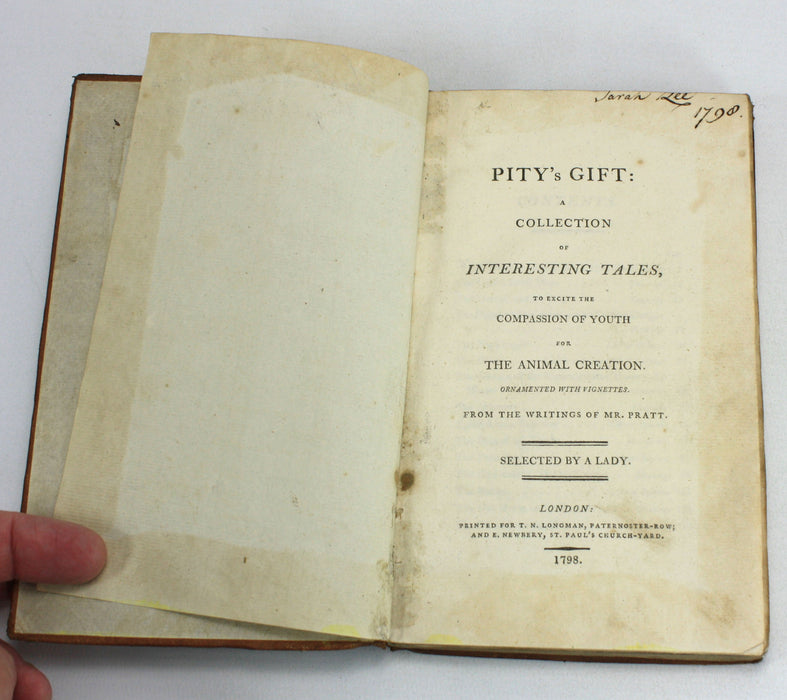 Sarah Lee
1798.
PITY's GIFT:
A
COLLECTION
OF
INTERESTING TALES,
TO EXCITE THE
COMPASSION OF YOUTH
FOR
THE ANIMAL CREATION.
ORNAMENTED WITH VIGNETTES.
FROM THE WRITINGS OF MR. PRATT.
SELECTED BY A LADY.
LONDON:
PRINTED FOR T. N. LONGMAN, PATERNOSTER-ROW;
AND E. NEWBERY, ST. PAUL'S CHURCH-YARD.
1798.